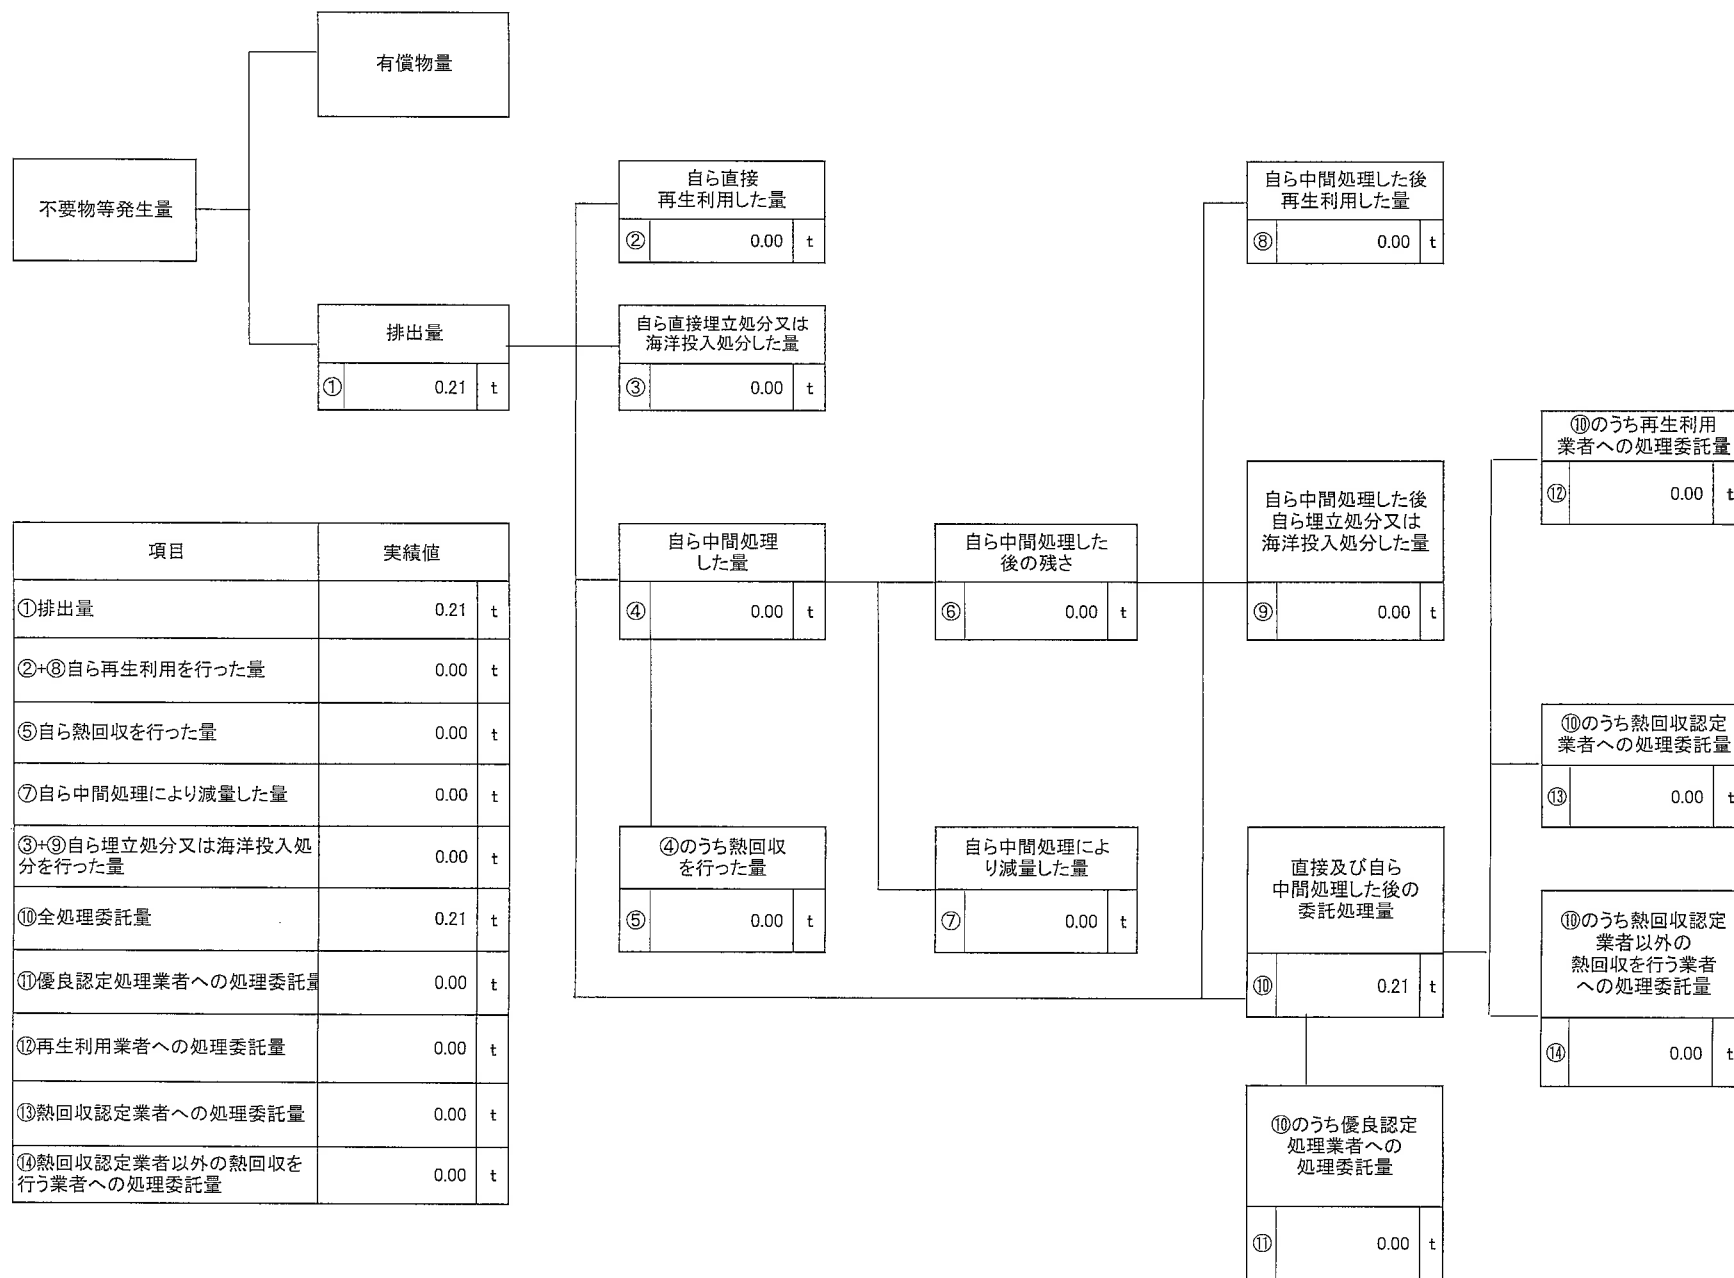 有償物量
不要物等発生量
排出量
① 0.21 t
自ら直接
再生利用した量
② 0.00 t
自ら直接埋立処分又は
海洋投入処分した量
③ 0.00 t
自ら中間処理
した量
④ 0.00 t
④のうち熱回収
を行った量
⑤ 0.00 t
自ら中間処理した
後の残さ
⑥ 0.00 t
自ら中間処理によ
り減量した量
⑦ 0.00 t
自ら中間処理した後
再生利用した量
⑧ 0.00 t
自ら中間処理した後
自ら埋立処分又は
海洋投入処分した量
⑨ 0.00 t
直接及び自ら
中間処理した後の
委託処理量
⑩ 0.21 t
⑩のうち優良認定
処理業者への
処理委託量
⑪ 0.00 t
⑩のうち再生利用
業者への処理委託量
⑫ 0.00 t
⑩のうち熱回収認定
業者への処理委託量
⑬ 0.00 t
⑩のうち熱回収認定
業者以外の
熱回収を行う業者
への処理委託量
⑭ 0.00 t
項目 実績値
①排出量 0.21 t
②+⑧自ら再生利用を行った量 0.00 t
⑤自ら熱回収を行った量 0.00 t
⑦自ら中間処理により減量した量 0.00 t
③+⑨自ら埋立処分又は海洋投入処
分を行った量 0.00 t
⑩全処理委託量 0.21 t
⑪優良認定処理業者への処理委託量 0.00 t
⑫再生利用業者への処理委託量 0.00 t
⑬熱回収認定業者への処理委託量 0.00 t
⑭熱回収認定業者以外の熱回収を
行う業者への処理委託量 0.00 t